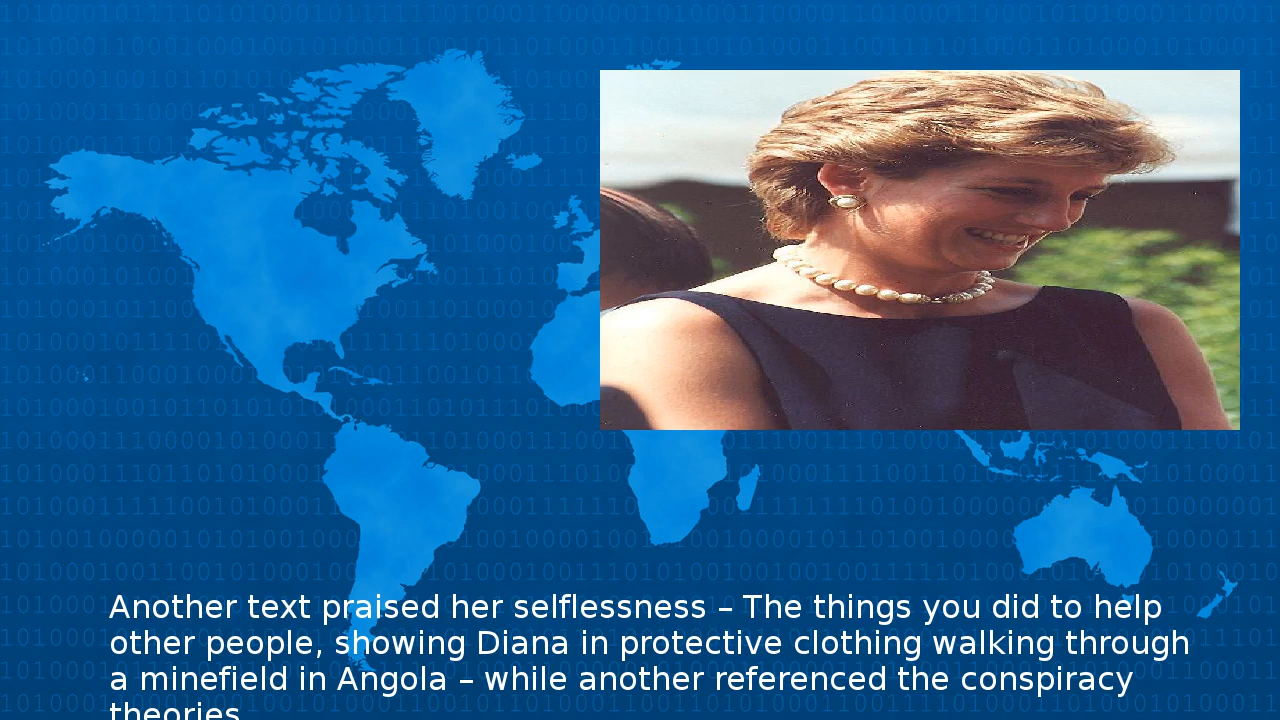 Another text praised her selflessness – The things you did to help
other people, showing Diana in protective clothing walking through
a minefield in Angola – while another referenced the conspiracy
theories